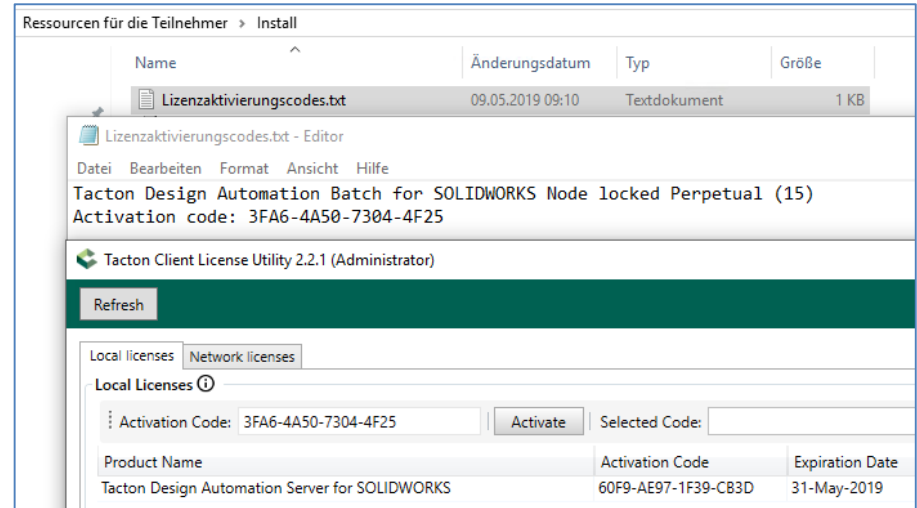 Ressourcen für die Teilnehmer > Install
Name Änderungsdatum Typ Größe
Lizenzaktivierungscodes.txt 09.05.2019 09:10 Textdokument 1 KB
Lizenzaktivierungscodes.txt - Editor
Datei Bearbeiten Format Ansicht Hilfe
Tacton Design Automation Batch for SOLIDWORKS Node locked Perpetual (15)
Activation code: 3FA6-4A50-7304-4F25
Tacton Client License Utility 2.2.1 (Administrator)
Refresh
Local licenses Network licenses
Local Licenses
Activation Code: 3FA6-4A50-7304-4F25 Activate Selected Code:
Product Name Activation Code Expiration Date
Tacton Design Automation Server for SOLIDWORKS 60F9-AE97-1F39-CB3D 31-May-2019